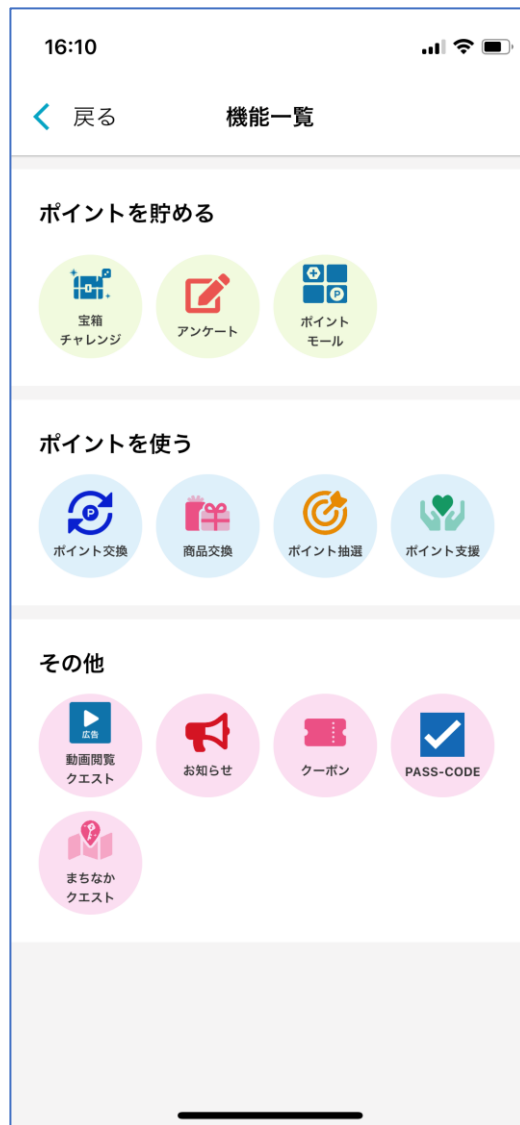 16:10
戻る 機能一覧
ポイントを貯める
宝箱
チャレンジ
アンケート
P
ポイント
モール
ポイントを使う
P
ポイント交換
商品交換
ポイント抽選
ポイント支援
その他
広告
動画閲覧
クエスト
お知らせ
クーポン
PASS-CODE
まちなか
クエスト